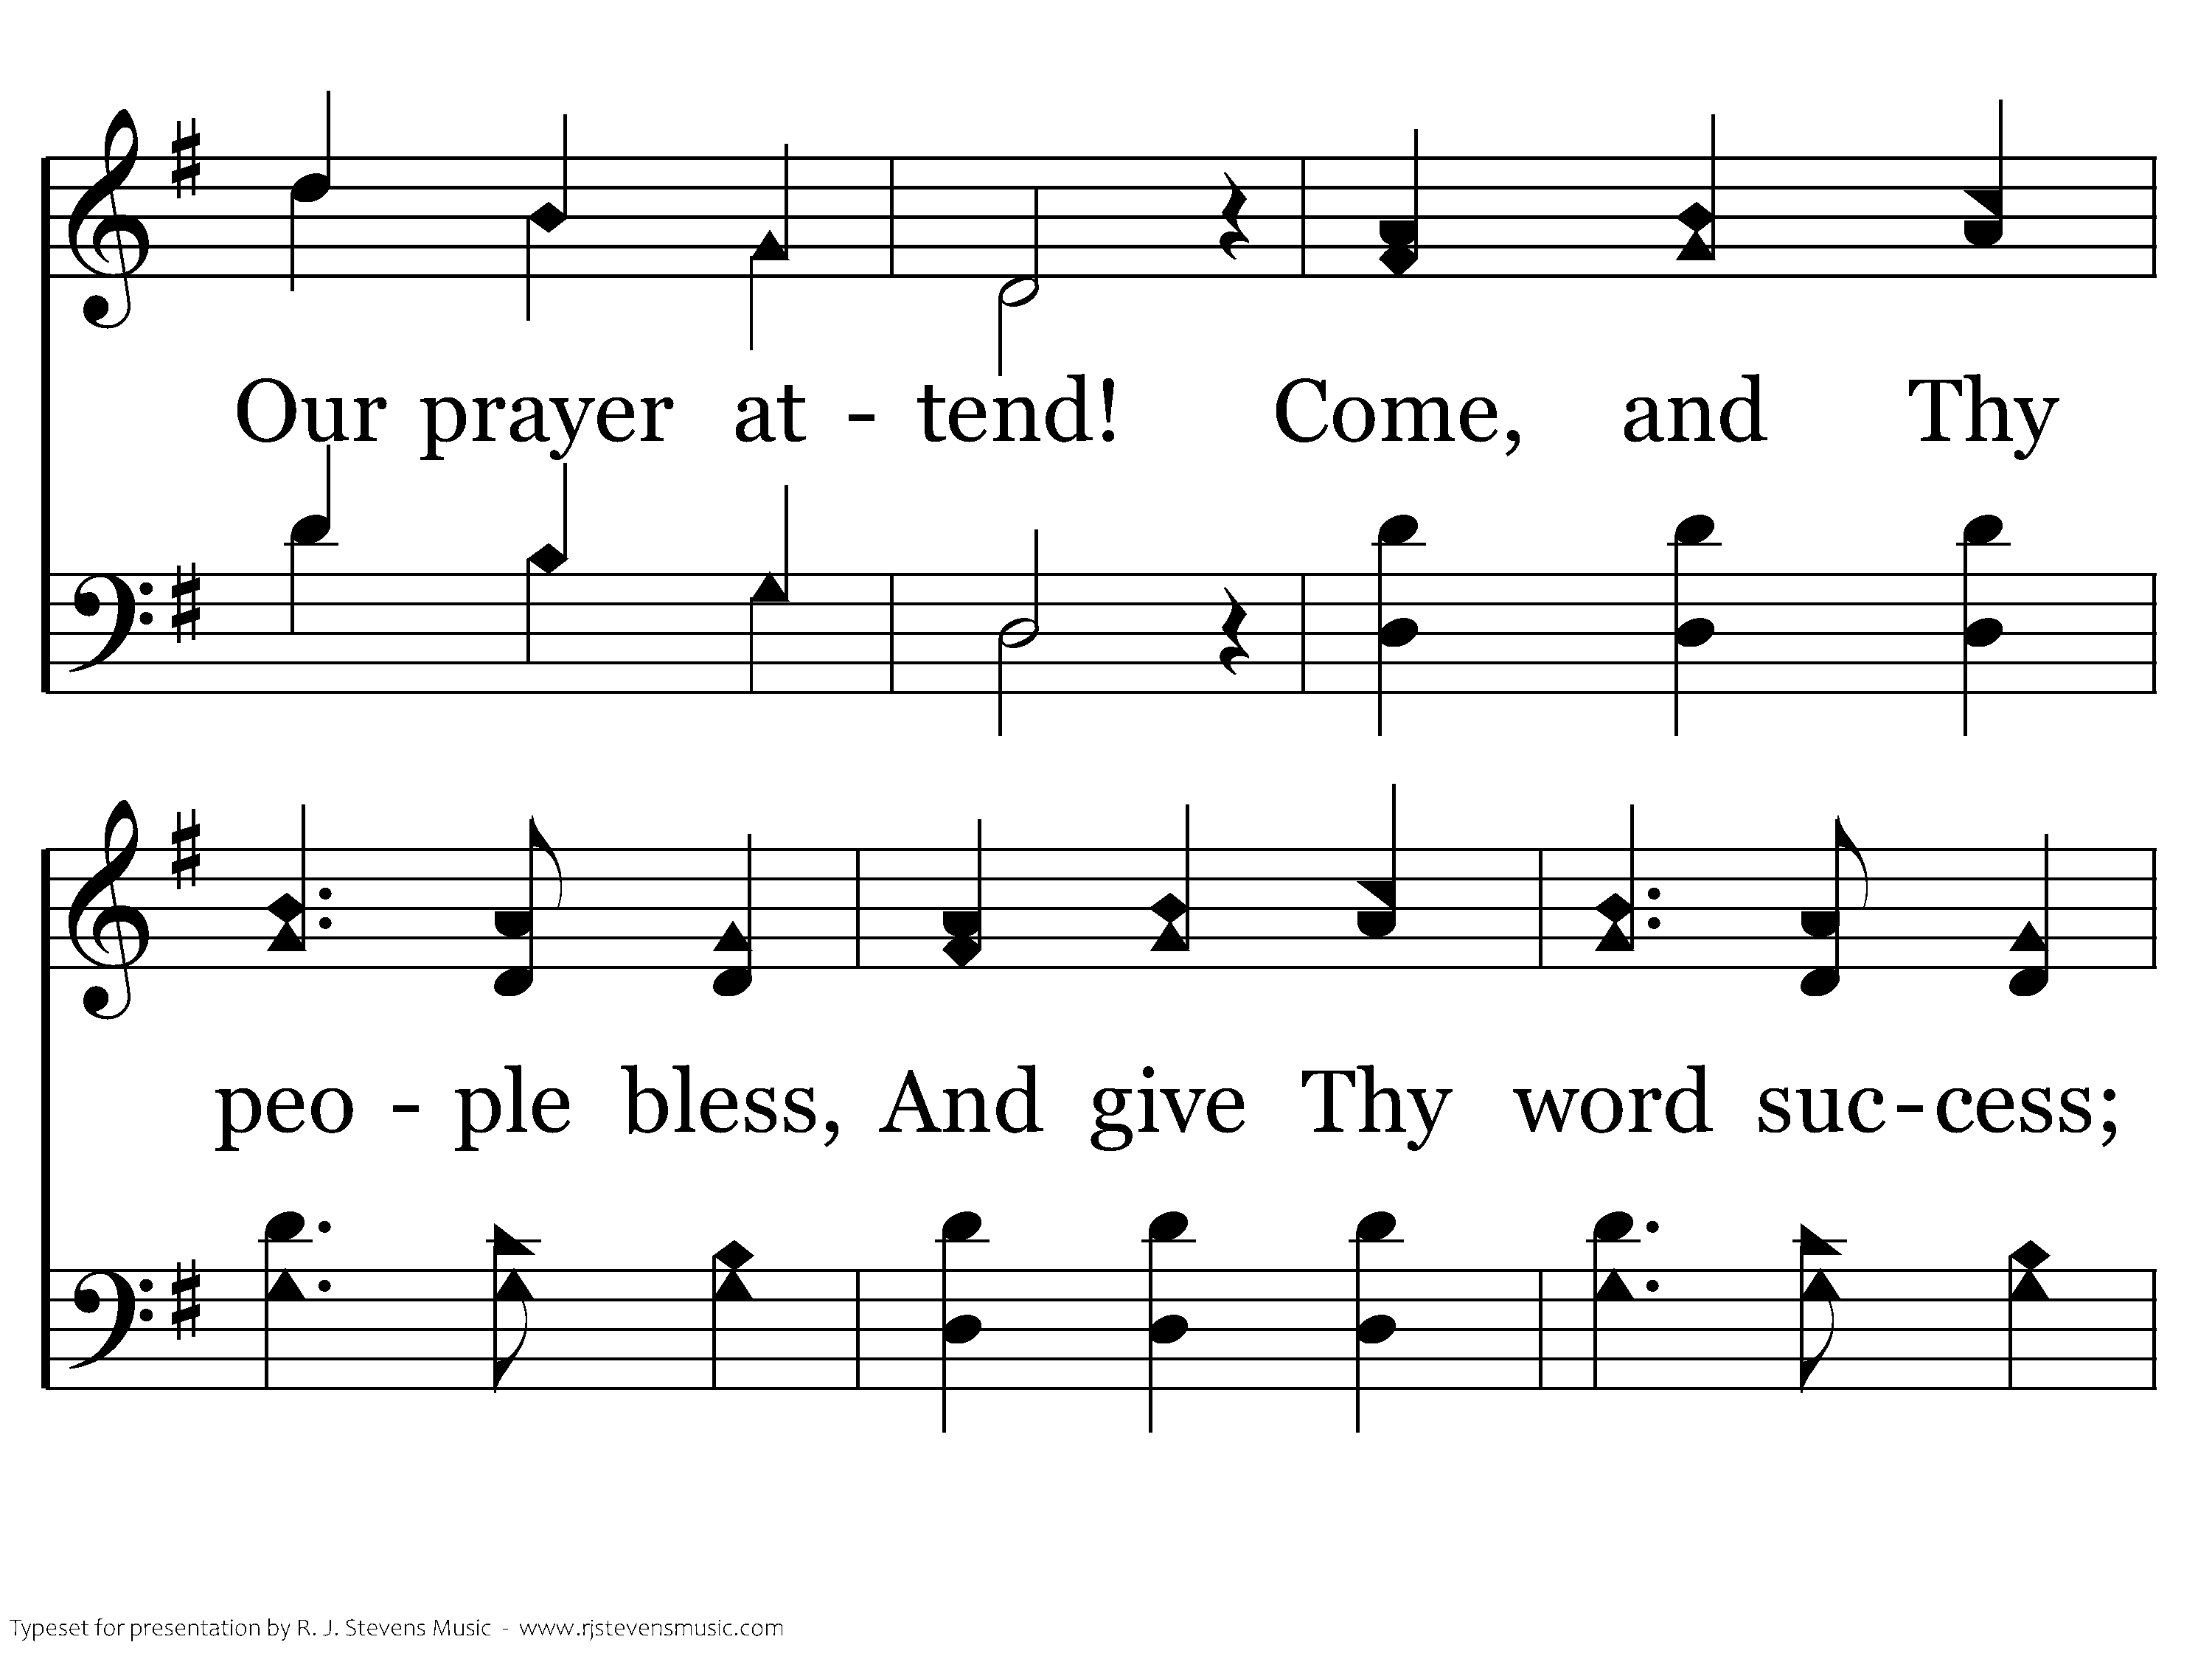 Our prayer at - tend! Come, and Thy
peo - ple bless, And give Thy word suc - cess;
Typeset for presentation by R. J. Stevens Music - www.rjstevensmusic.com